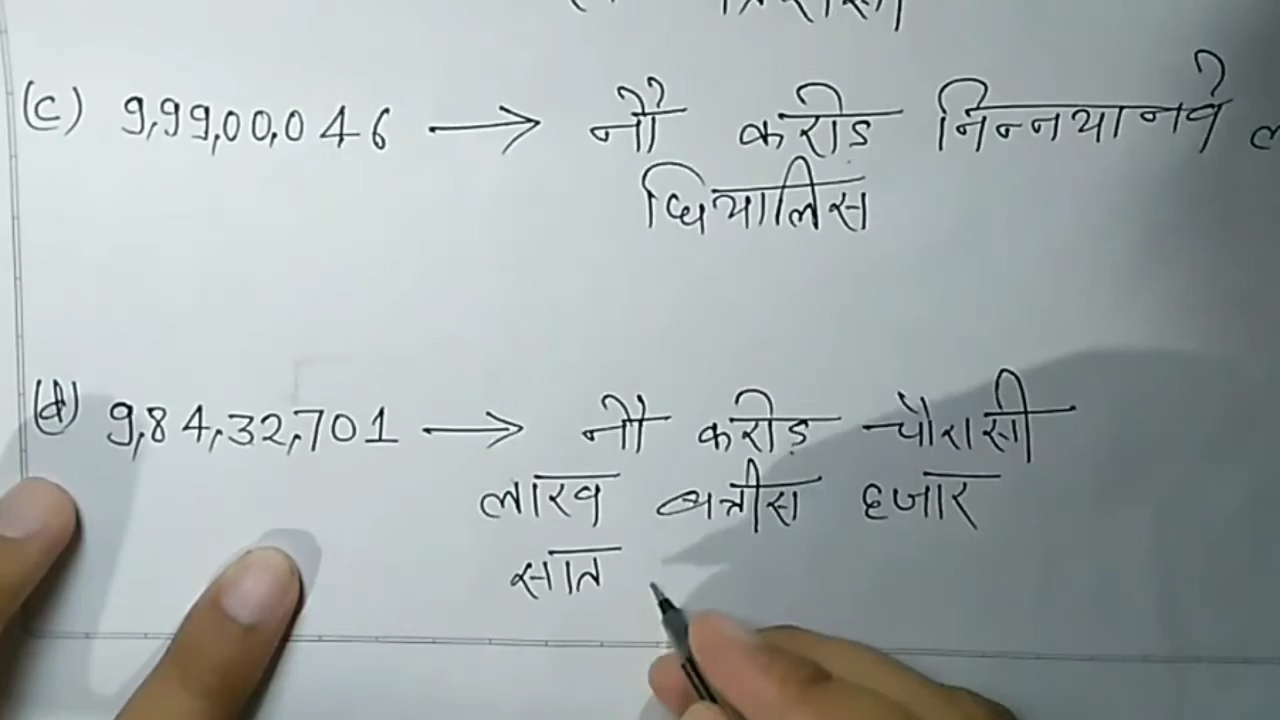 (c) 9,99,00,046 → नौ करोड़ निन्नयानवे
छियालिस
(d) 9,84,32,701 → नौ करोड़ चौरासी
लाख बत्तीस हजार
सात